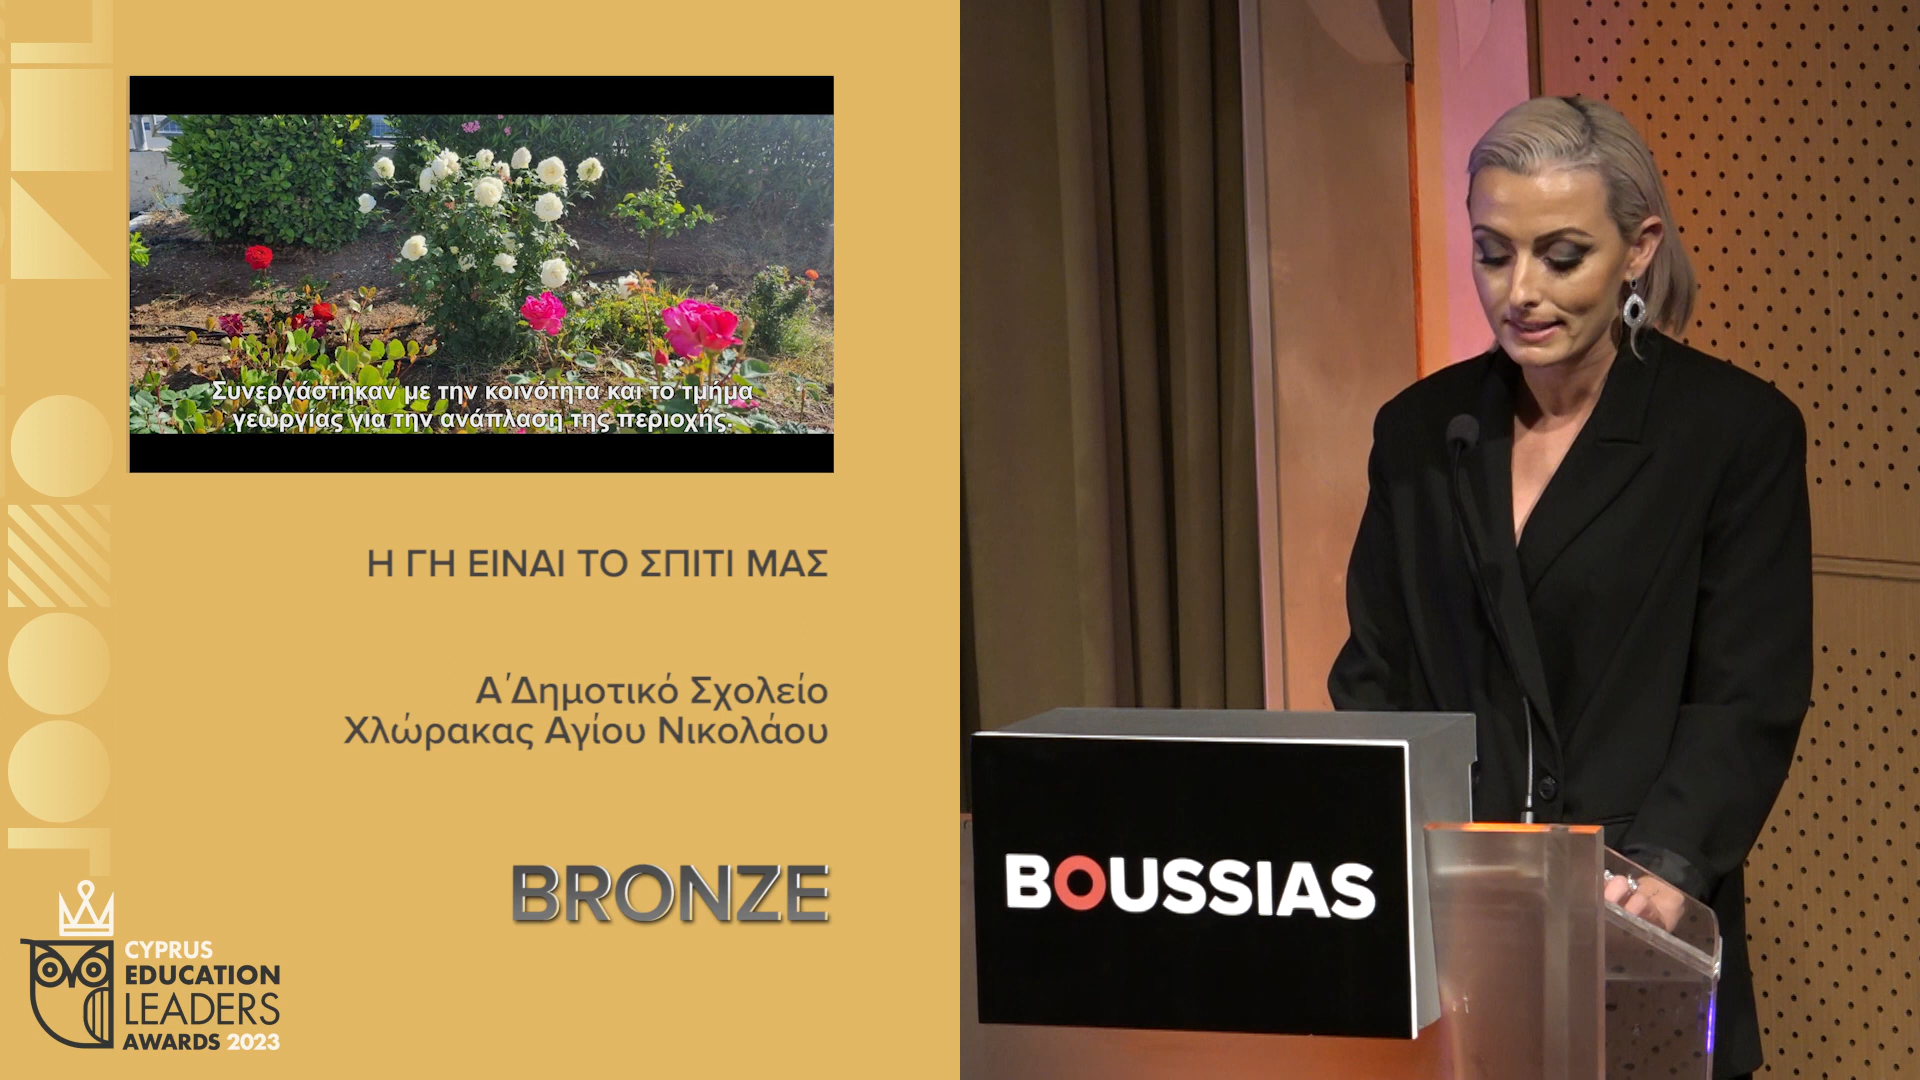 Συνεργάστηκαν με την κοινότητα και το τμήμα
γεωργίας για την ανάπλαση της περιοχής.
Η ΓΗ ΕΙΝΑΙ ΤΟ ΣΠΙΤΙ ΜΑΣ
Α΄Δημοτικό Σχολείο
Χλώρακας Αγίου Νικολάου
BRONZE
CYPRUS
EDUCATION
LEADERS
AWARDS 2023
BOUSSIAS